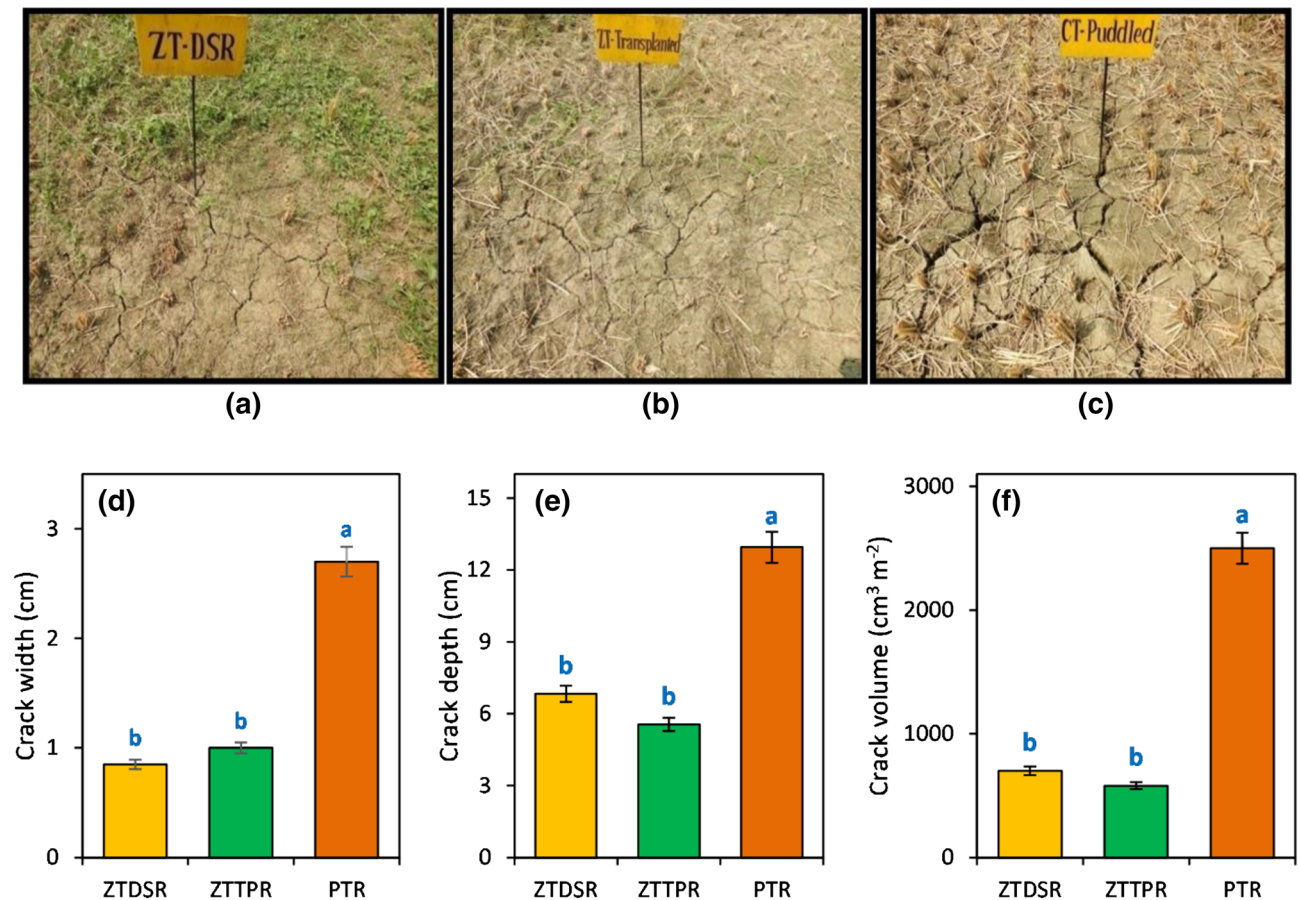 ZT-DSR
ZT-Transplanted
CT-Puddled
(a)
(b)
(c)
(d)
Crack width (cm)
3
2
1
0
a
b
b
ZTDSR
ZTTPR
PTR
(e)
Crack depth (cm)
15
12
9
6
3
0
a
b
b
ZTDSR
ZTTPR
PTR
(f)
Crack volume (cm³ m⁻²)
3000
2000
1000
0
a
b
b
ZTDSR
ZTTPR
PTR